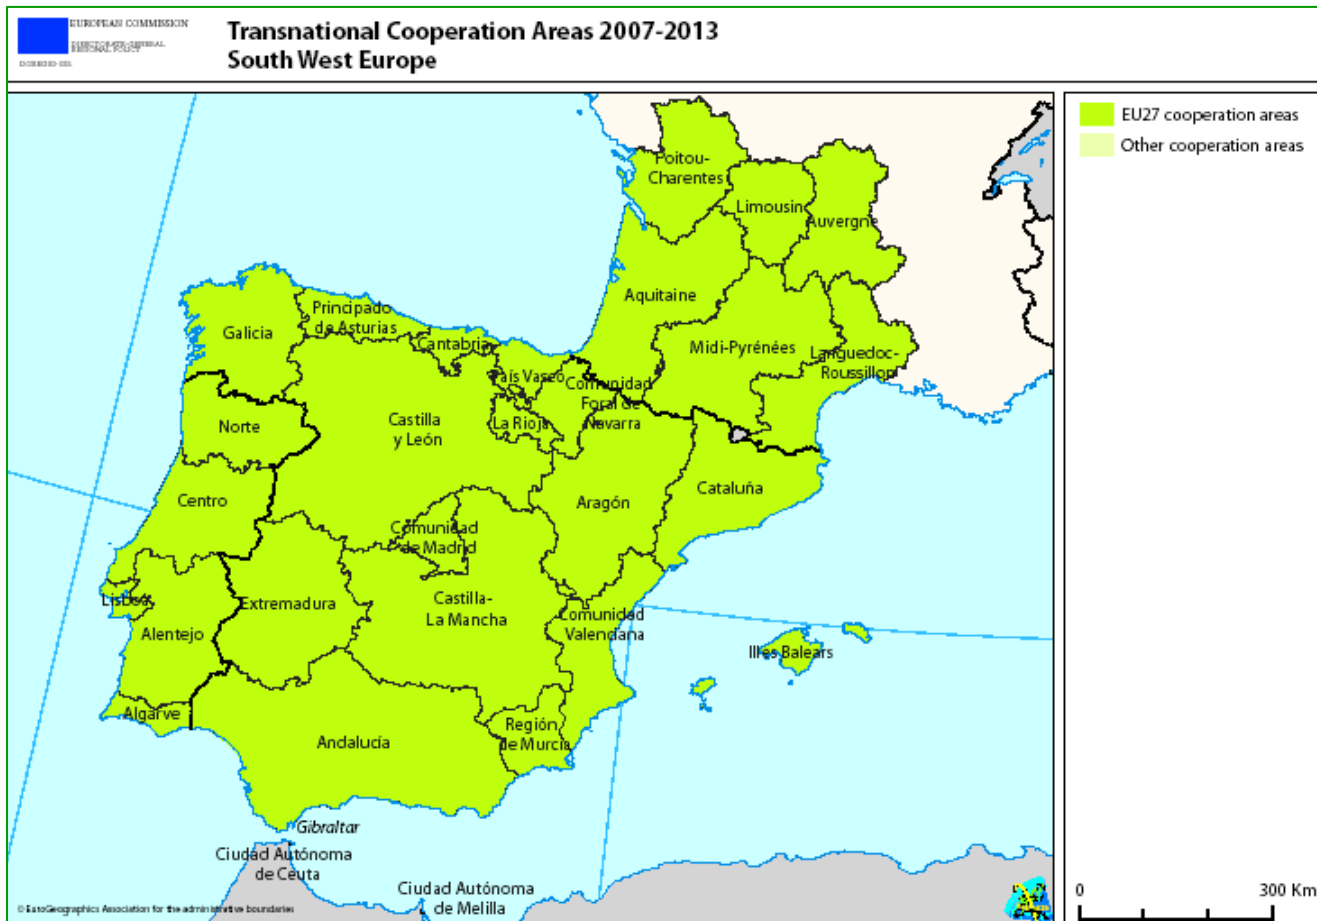 EUROPEAN COMMISSION
DIRECTORATE-GENERAL
REGIONAL POLICY
Transnational Cooperation Areas 2007-2013
South West Europe
EU27 cooperation areas
Other cooperation areas
Poitou-
Charentes
Limousin
Auvergne
Aquitaine
Midi-Pyrénées
Languedoc-
Roussillon
Galicia
Principado
de Asturias
Cantabria
País Vasco
Comunidad
Foral de
Navarra
La Rioja
Castilla
y León
Norte
Centro
Aragón
Cataluña
Comunidad
de Madrid
Lisboa
Alentejo
Extremadura
Castilla-
La Mancha
Comunidad
Valenciana
Illes Balears
Algarve
Andalucía
Región
de Murcia
Gibraltar
Ciudad Autónoma
de Ceuta
Ciudad Autónoma
de Melilla
© EuroGeographics Association for the administrative boundaries
0 300 Km